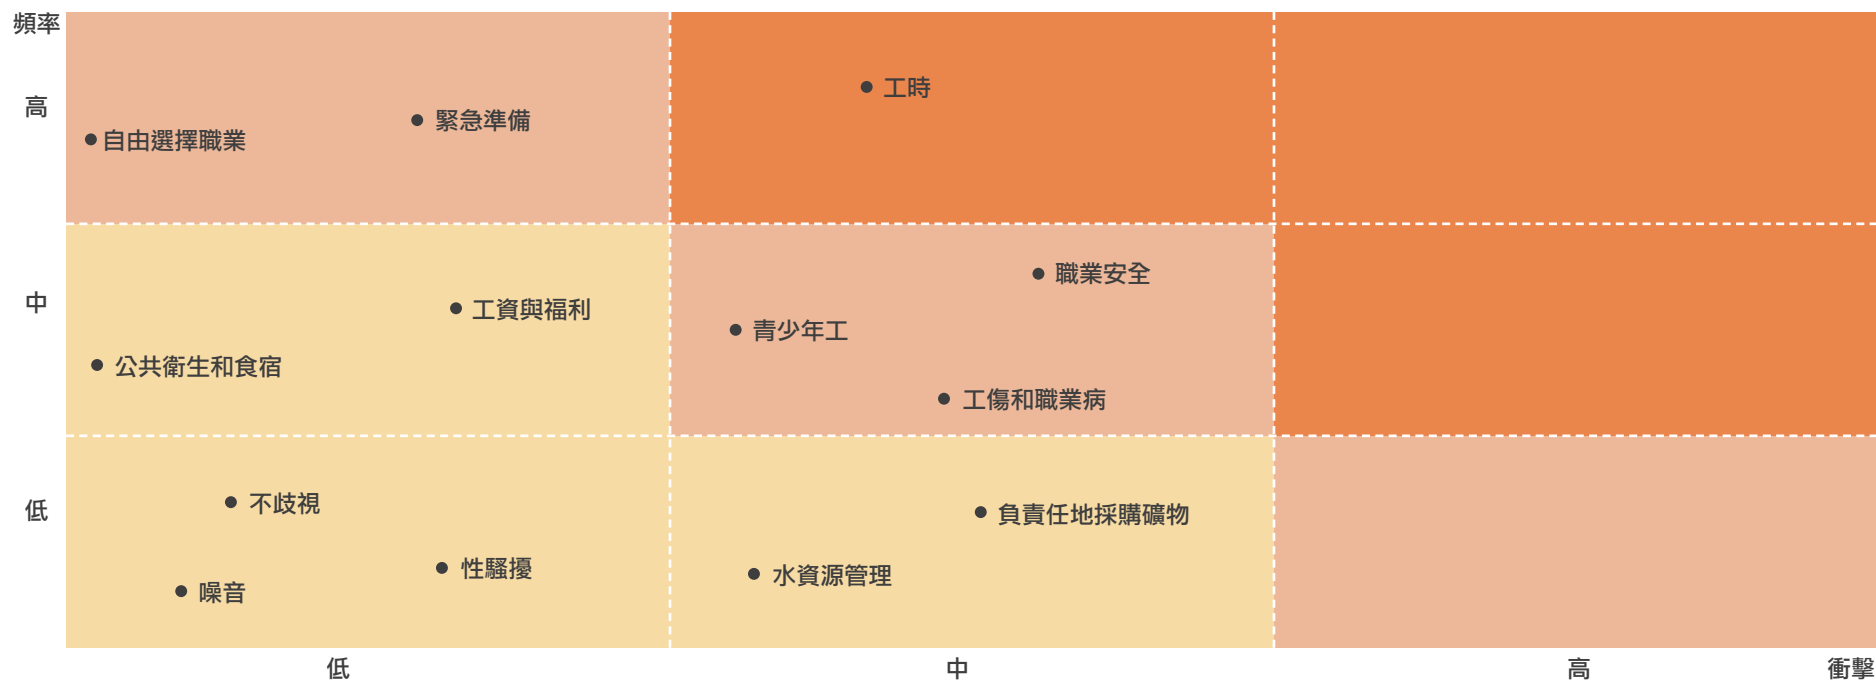 頻率
工時
高
緊急準備
自由選擇職業
職業安全
中
工資與福利
青少年工
公共衛生和食宿
工傷和職業病
不歧視
低
負責任地採購礦物
性騷擾
水資源管理
噪音
低
中
高
衝擊